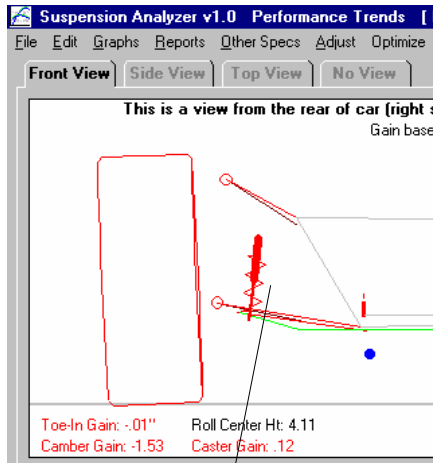 Suspension Analyzer v1.0 Performance Trends [
File Edit Graphs Reports Other Specs Adjust Optimize
Front View Side View Top View No View
This is a view from the rear of car (right s
Gain base
Toe-In Gain: -.01" Roll Center Ht: 4.11
Camber Gain: -1.53 Caster Gain: .12